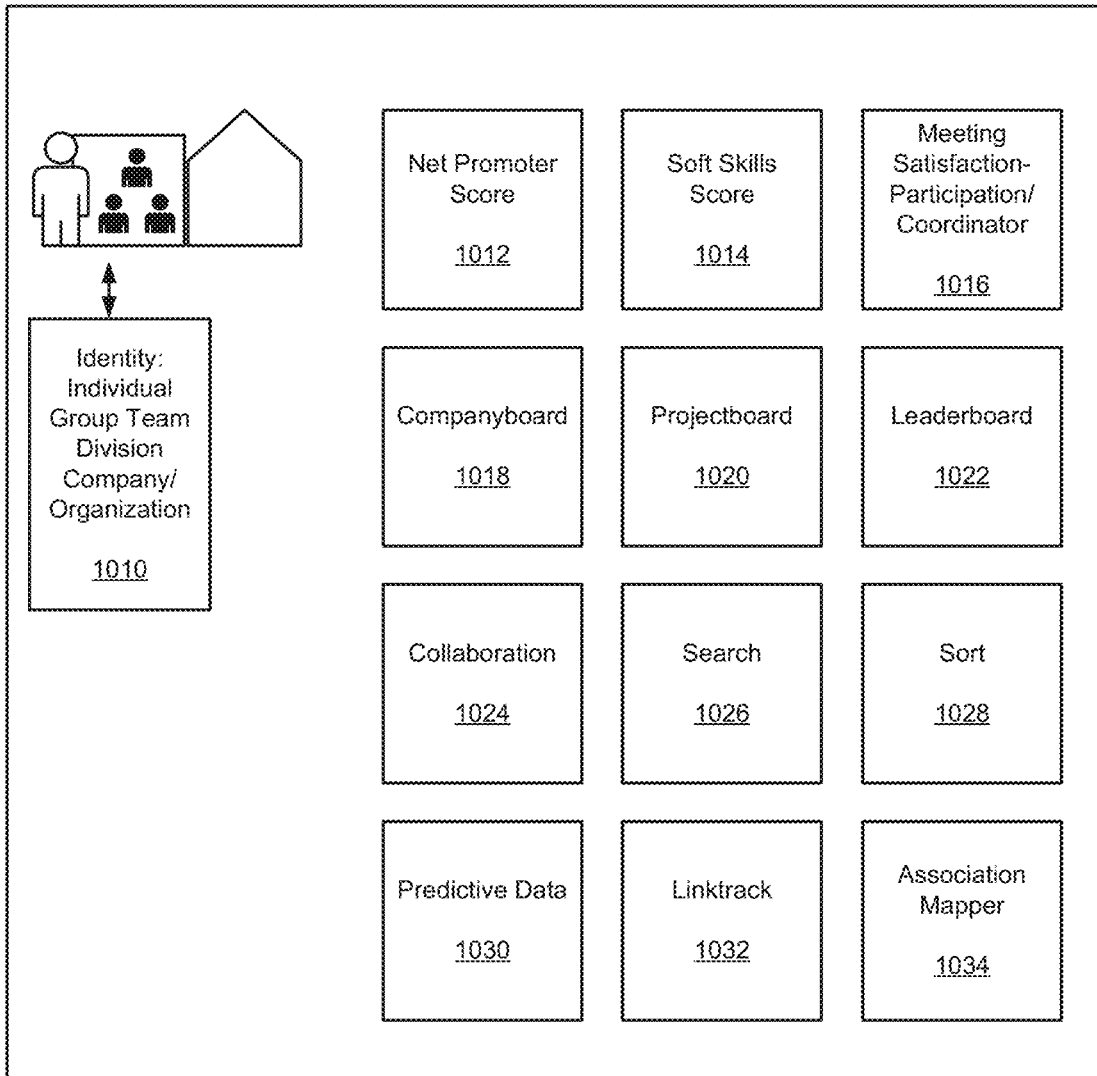 Net Promoter
Score
1012
Soft Skills
Score
1014
Meeting
Satisfaction-
Participation/
Coordinator
1016
Identity:
Individual
Group Team
Division
Company/
Organization
1010
Companyboard
1018
Projectboard
1020
Leaderboard
1022
Collaboration
1024
Search
1026
Sort
1028
Predictive Data
1030
Linktrack
1032
Association
Mapper
1034